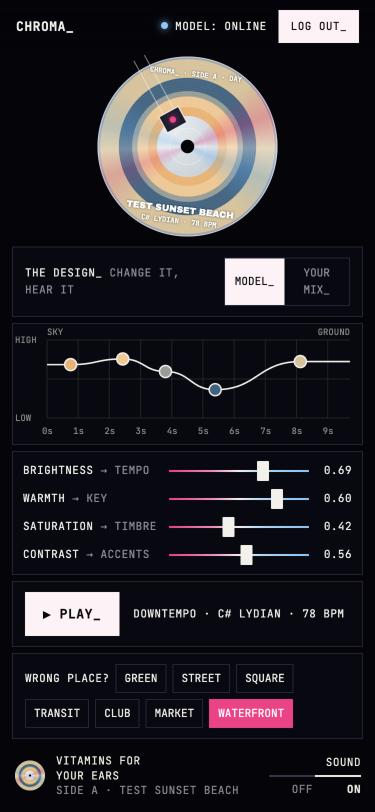 CHROMA_
MODEL: ONLINE
LOG OUT_
CHROMA_ · SIDE A · DAY
TEST SUNSET BEACH
C# LYDIAN · 78 BPM
THE DESIGN_ CHANGE IT,
HEAR IT
MODEL_
YOUR
MIX_
SKY
GROUND
HIGH
LOW
0s 1s 2s 3s 4s 5s 6s 7s 8s 9s
BRIGHTNESS → TEMPO 0.69
WARMTH → KEY 0.60
SATURATION → TIMBRE 0.42
CONTRAST → ACCENTS 0.56
▶ PLAY_
DOWNTEMPO · C# LYDIAN · 78 BPM
WRONG PLACE? GREEN STREET SQUARE
TRANSIT CLUB MARKET WATERFRONT
VITAMINS FOR
YOUR EARS
SIDE A · TEST SUNSET BEACH
SOUND
OFF ON